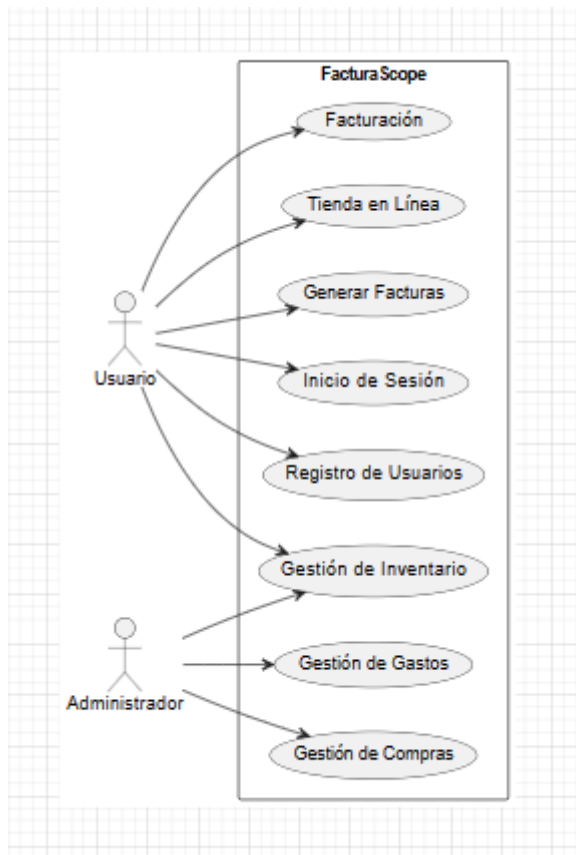 FacturaScope
Facturación
Tienda en Línea
Generar Facturas
Inicio de Sesión
Usuario
Registro de Usuarios
Gestión de Inventario
Gestión de Gastos
Administrador
Gestión de Compras